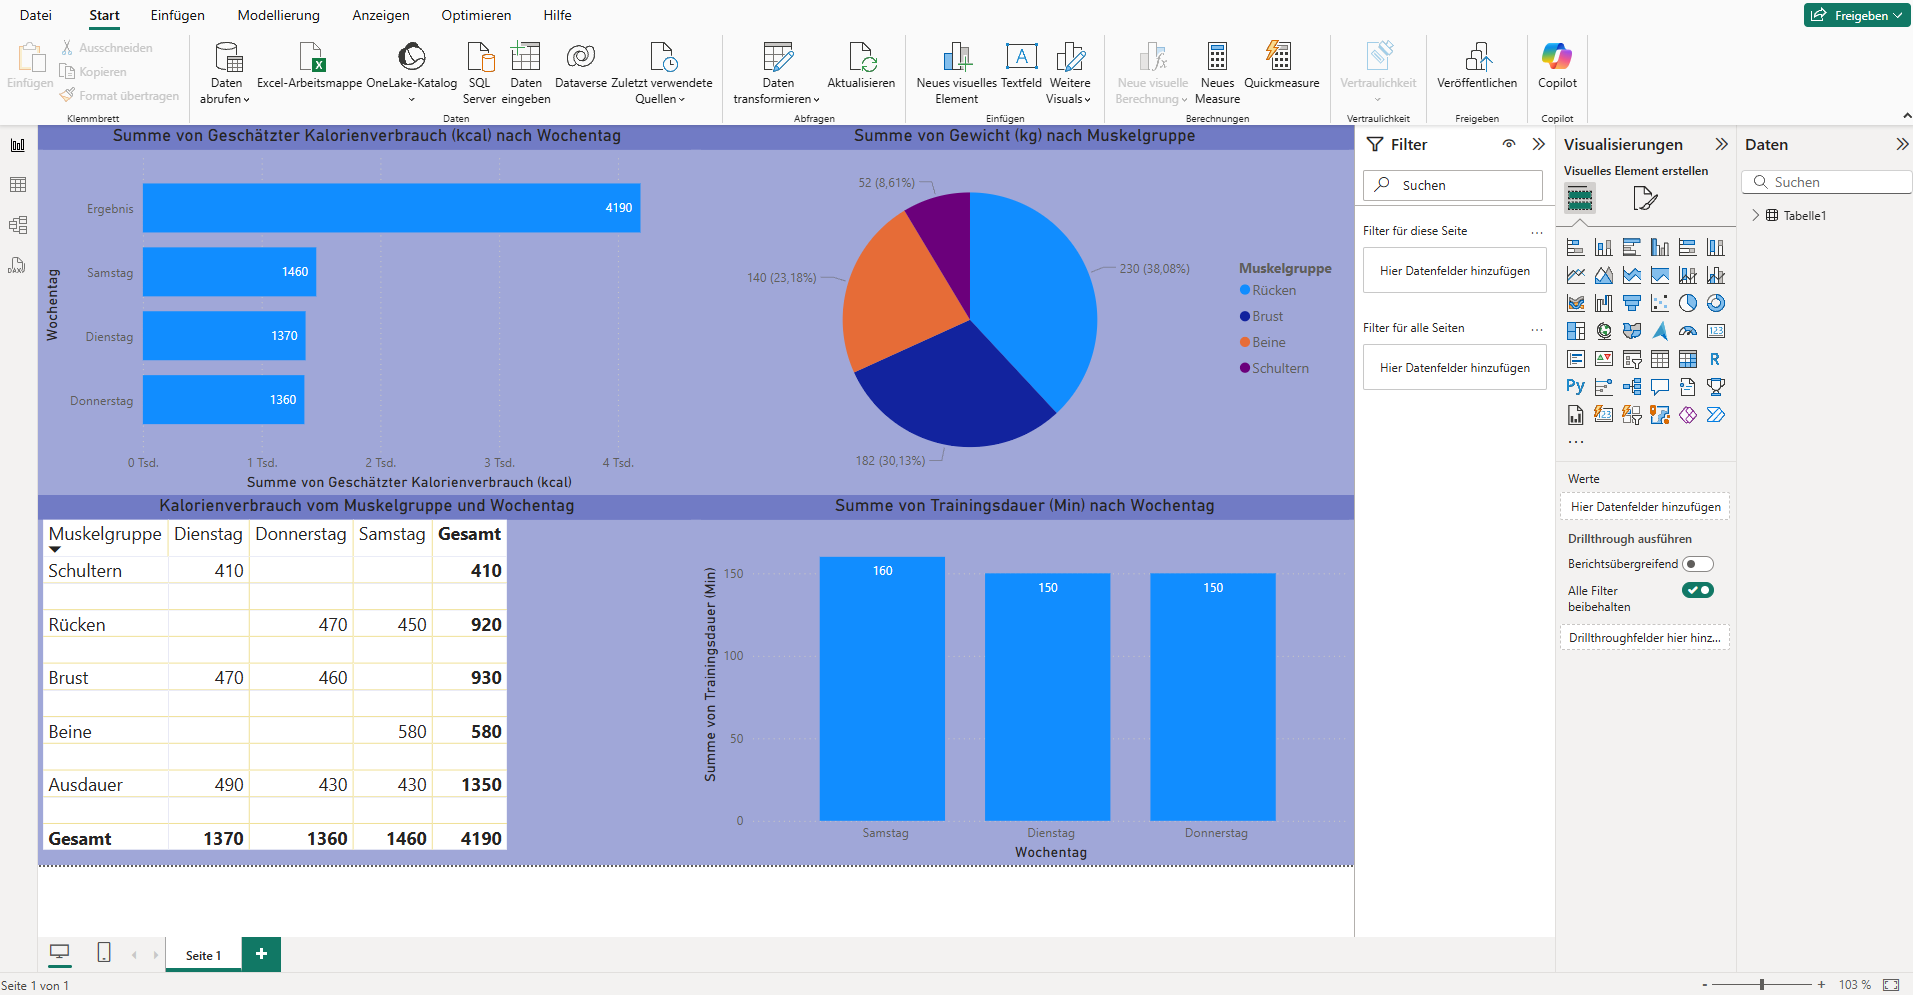 Datei Start Einfügen Modellierung Anzeigen Optimieren Hilfe
Freigeben
Einfügen
Ausschneiden
Kopieren
Format übertragen
Klemmbrett
Daten abrufen
Excel-Arbeitsmappe
OneLake-Katalog
SQL Server
Daten eingeben
Dataverse
Zuletzt verwendete Quellen
Daten
Daten transformieren
Aktualisieren
Abfragen
Neues visuelles Element
Textfeld
Weitere Visuals
Einfügen
Neue visuelle Berechnung
Neues Measure
Quickmeasure
Berechnungen
Vertraulichkeit
Vertraulichkeit
Veröffentlichen
Freigeben
Copilot
Copilot
Summe von Geschätzter Kalorienverbrauch (kcal) nach Wochentag
Wochentag
Ergebnis 4190
Samstag 1460
Dienstag 1370
Donnerstag 1360
0 Tsd. 1 Tsd. 2 Tsd. 3 Tsd. 4 Tsd.
Summe von Geschätzter Kalorienverbrauch (kcal)
Summe von Gewicht (kg) nach Muskelgruppe
52 (8,61%)
230 (38,08%)
140 (23,18%)
182 (30,13%)
Muskelgruppe
Rücken
Brust
Beine
Schultern
Kalorienverbrauch vom Muskelgruppe und Wochentag
Muskelgruppe Dienstag Donnerstag Samstag Gesamt
Schultern 410 410
Rücken 470 450 920
Brust 470 460 930
Beine 580 580
Ausdauer 490 430 430 1350
Gesamt 1370 1360 1460 4190
Summe von Trainingsdauer (Min) nach Wochentag
Summe von Trainingsdauer (Min)
150
100
50
0
160 150 150
Samstag Dienstag Donnerstag
Wochentag
Filter
Suchen
Filter für diese Seite ...
Hier Datenfelder hinzufügen
Filter für alle Seiten ...
Hier Datenfelder hinzufügen
Visualisierungen
Visuelles Element erstellen
123
R
Py
123
...
Werte
Hier Datenfelder hinzufügen
Drillthrough ausführen
Berichtsübergreifend
Alle Filter
beibehalten
Drillthroughfelder hier hinz...
Daten
Suchen
Tabelle1
DAX
Seite 1 +
Seite 1 von 1
- + 103 %